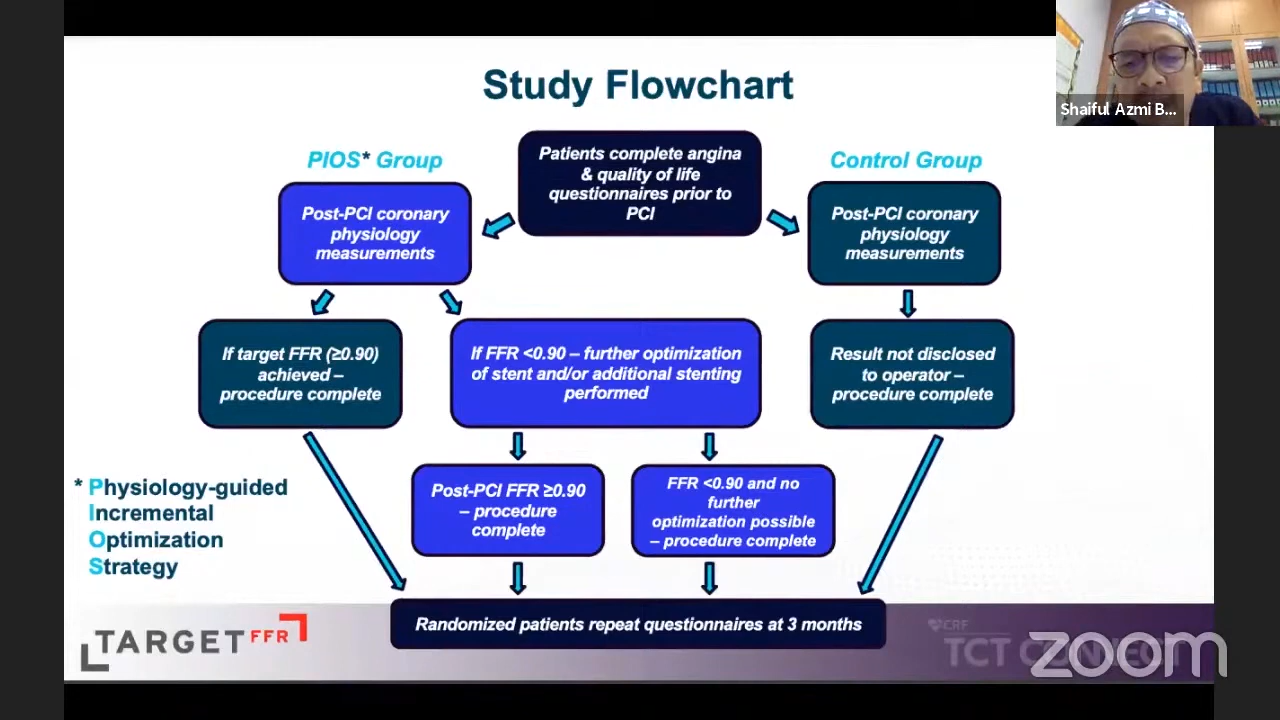 Study Flowchart
PIOS* Group
Patients complete angina
& quality of life
questionnaires prior to
PCI
Control Group
Post-PCI coronary
physiology
measurements
Post-PCI coronary
physiology
measurements
If target FFR (≥0.90)
achieved –
procedure complete
If FFR <0.90 – further optimization
of stent and/or additional stenting
performed
Result not disclosed
to operator –
procedure complete
Post-PCI FFR ≥0.90
– procedure
complete
FFR <0.90 and no
further
optimization possible
– procedure complete
* Physiology-guided
Incremental
Optimization
Strategy
Randomized patients repeat questionnaires at 3 months
TARGET FFR
CRF
TCT CONNECT
zoom
Shaiful Azmi B...